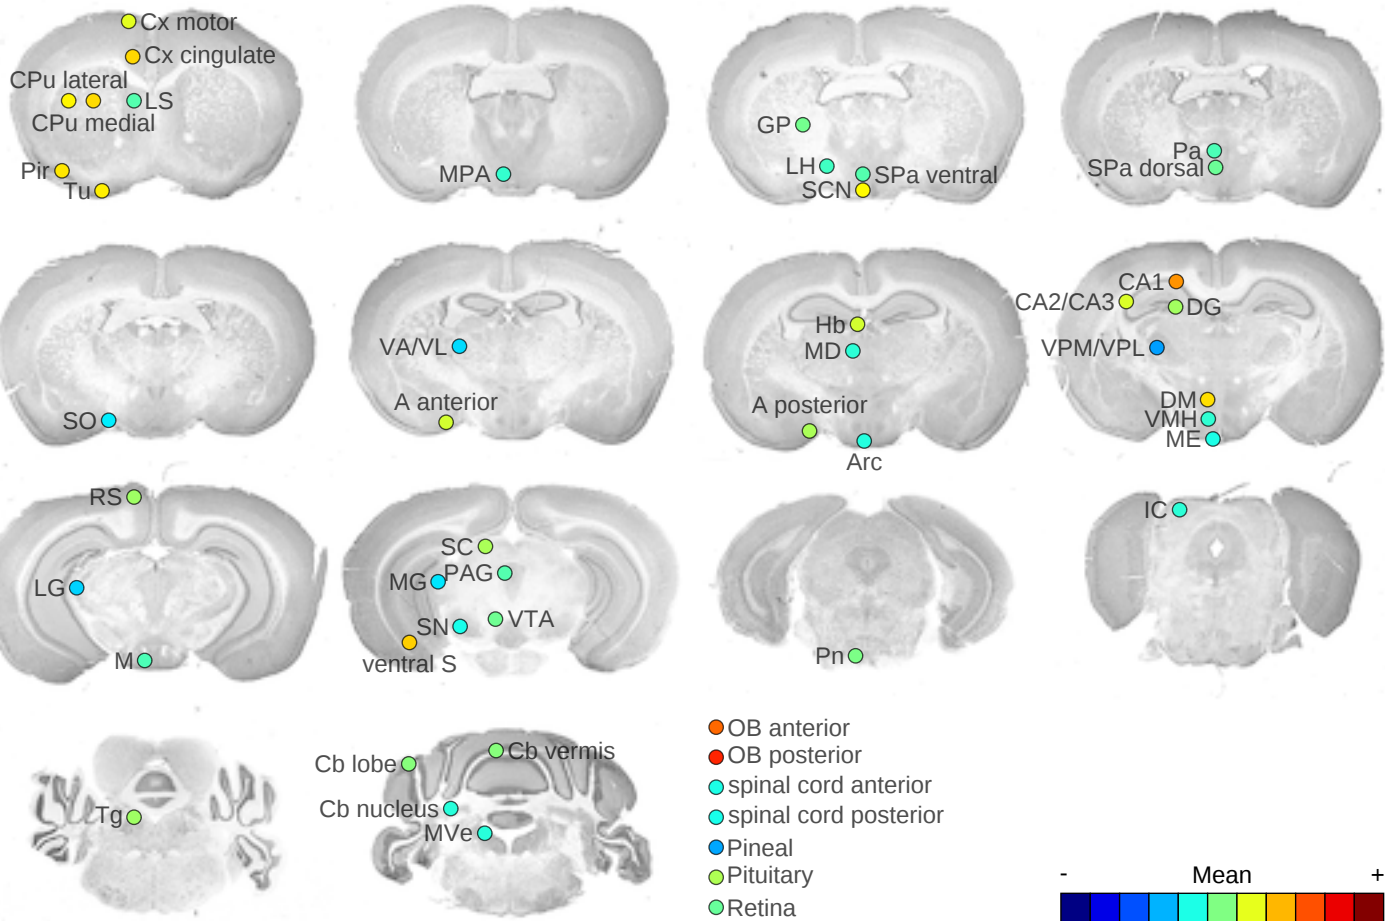 Cx motor
Cx cingulate
CPu lateral
LS
CPu medial
Pir
Tu
MPA
GP
LH
SPa ventral
SCN
Pa
SPa dorsal
SO
VA/VL
A anterior
Hb
MD
A posterior
Arc
CA1
CA2/CA3
DG
VPM/VPL
DM
VMH
ME
RS
LG
M
SC
PAG
MG
VTA
SN
ventral S
Pn
IC
Tg
Cb vermis
Cb lobe
Cb nucleus
MVe
OB anterior
OB posterior
spinal cord anterior
spinal cord posterior
Pineal
Pituitary
Retina
- Mean +